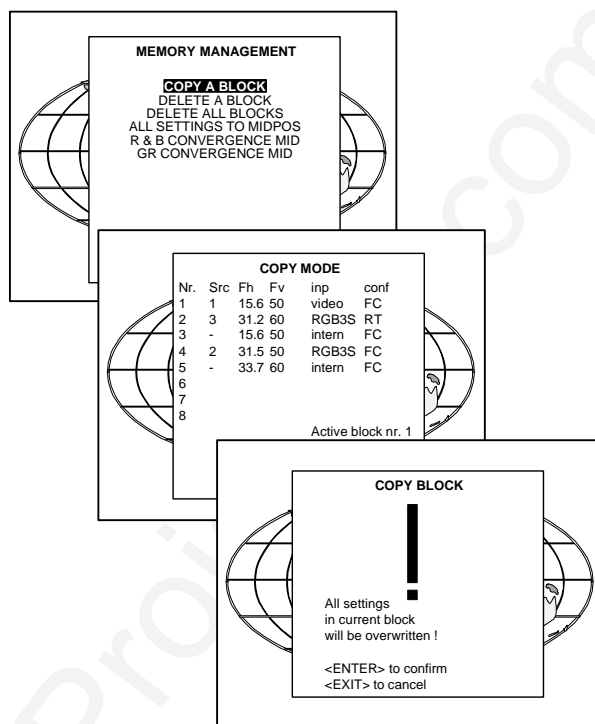 MEMORY MANAGEMENT
COPY A BLOCK
DELETE A BLOCK
DELETE ALL BLOCKS
ALL SETTINGS TO MIDPOS
R & B CONVERGENCE MID
GR CONVERGENCE MID
COPY MODE
Nr. Src Fh Fv inp conf
1 1 15.6 50 video FC
2 3 31.2 60 RGB3S RT
3 - 15.6 50 intern FC
4 2 31.5 50 RGB3S FC
5 - 33.7 60 intern FC
6
7
8
Active block nr. 1
COPY BLOCK
!
All settings
in current block
will be overwritten !
<ENTER> to confirm
<EXIT> to cancel